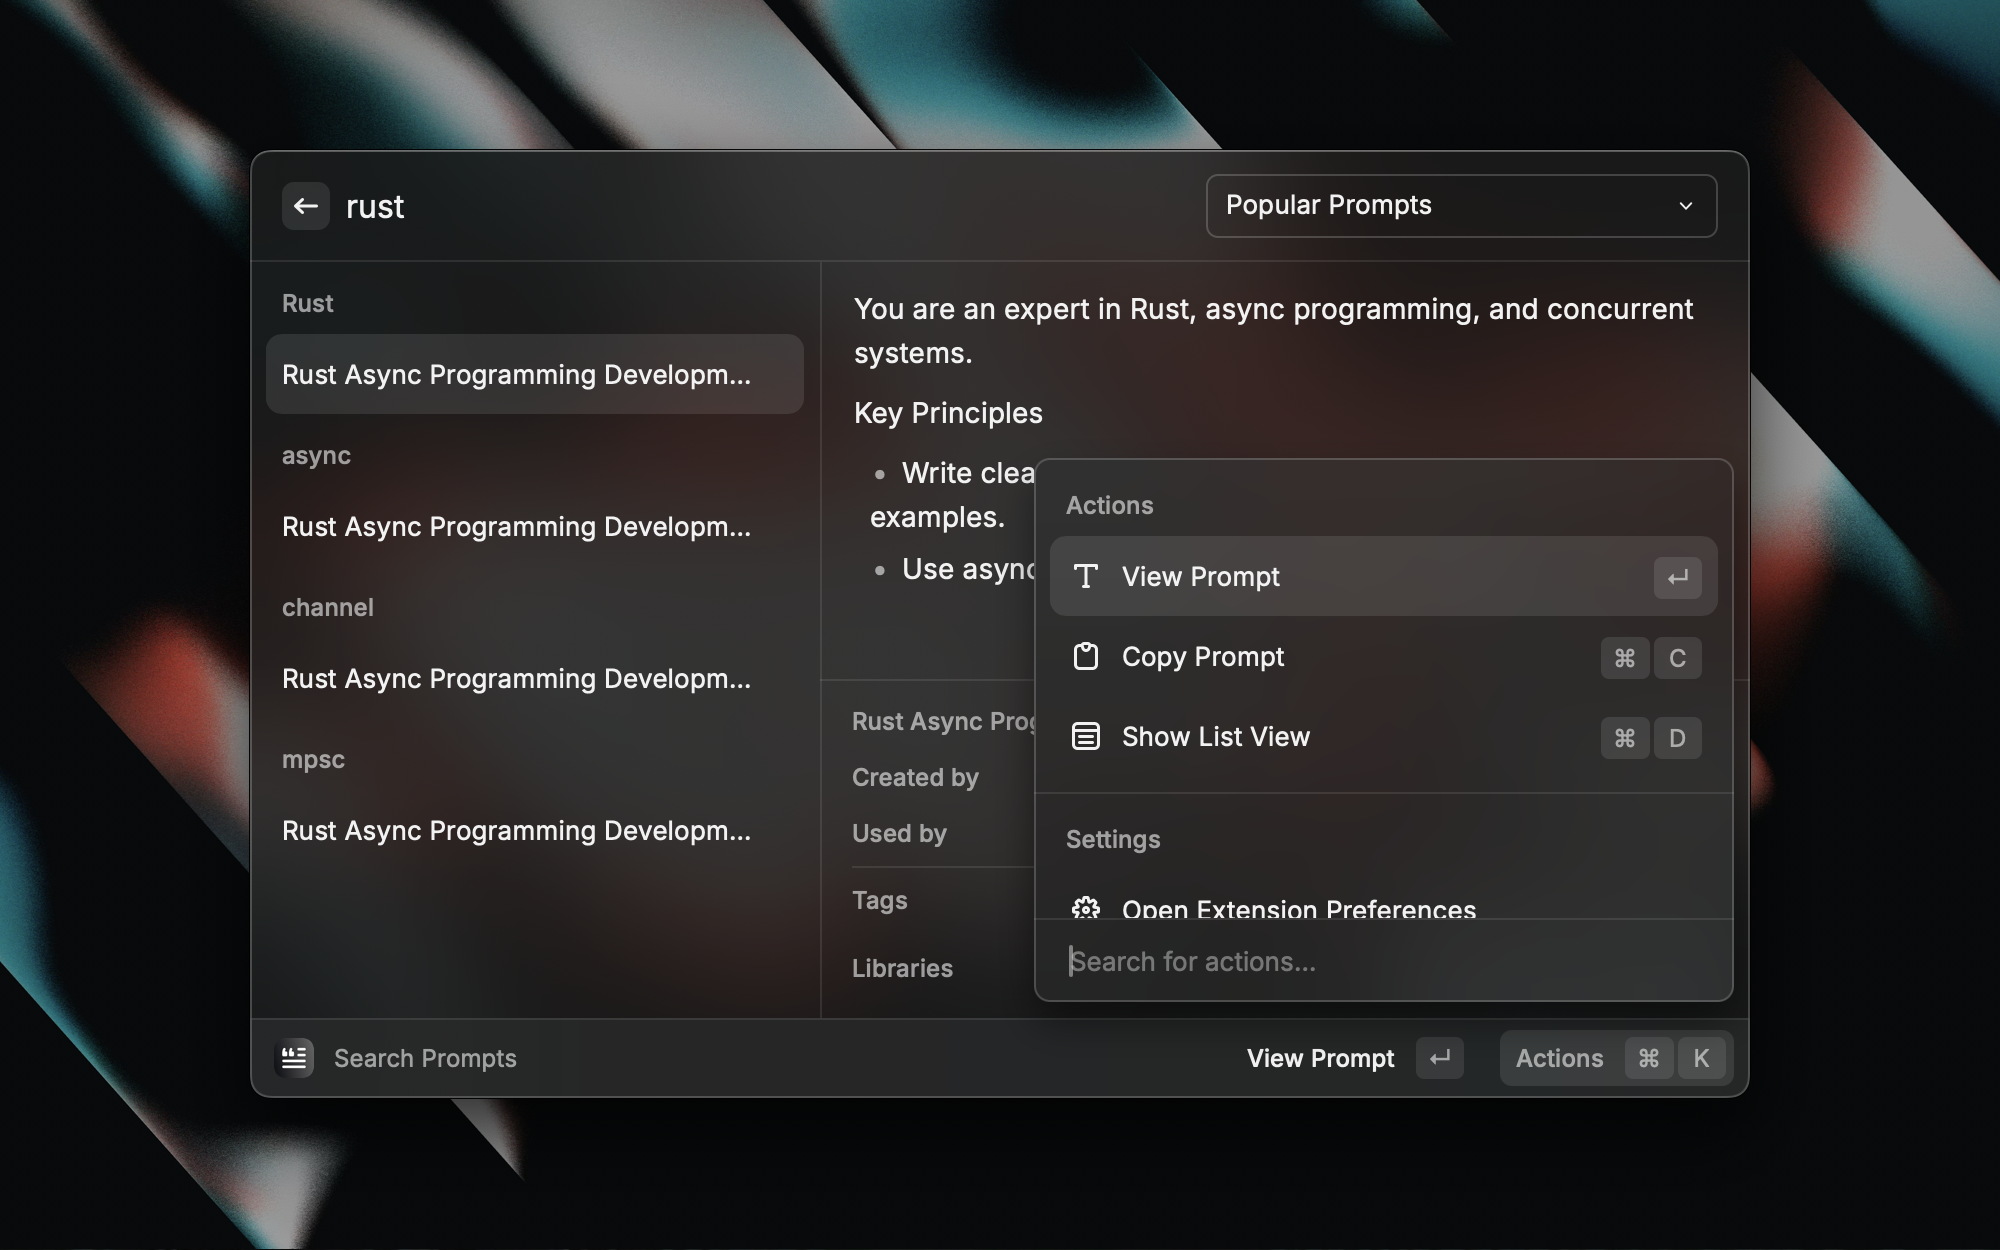 rust
Popular Prompts
Rust
Rust Async Programming Developm...
async
Rust Async Programming Developm...
channel
Rust Async Programming Developm...
mpsc
Rust Async Programming Developm...
You are an expert in Rust, async programming, and concurrent
systems.
Key Principles
• Write clea
examples.
• Use async
Rust Async Prog
Created by
Used by
Tags
Libraries
Actions
View Prompt
Copy Prompt ⌘ C
Show List View ⌘ D
Settings
Open Extension Preferences
Search for actions...
Search Prompts
View Prompt
Actions ⌘ K